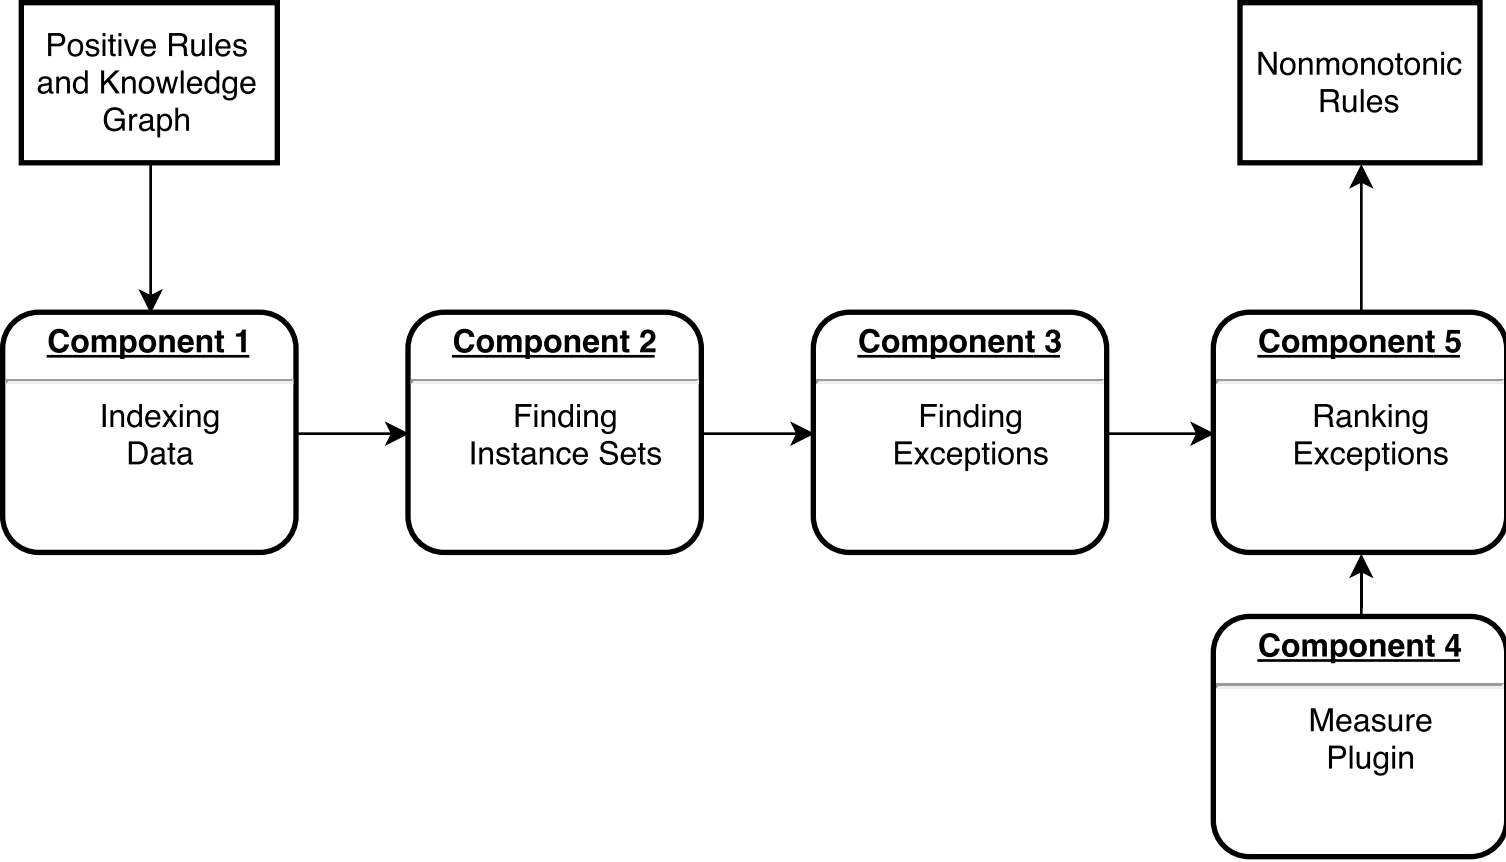 Positive Rules
and Knowledge
Graph
Nonmonotonic
Rules
Component 1
Indexing
Data
Component 2
Finding
Instance Sets
Component 3
Finding
Exceptions
Component 5
Ranking
Exceptions
Component 4
Measure
Plugin